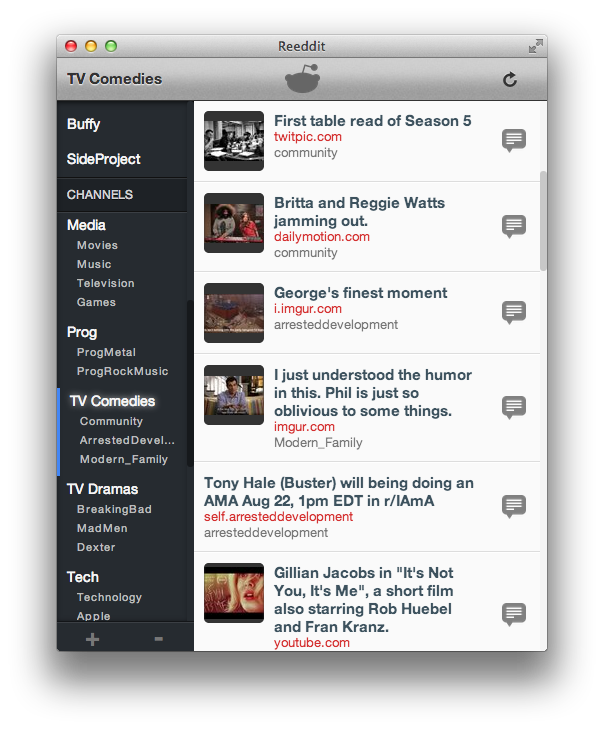 Reeddit
TV Comedies
Buffy
SideProject
CHANNELS
Media
Movies
Music
Television
Games
Prog
ProgMetal
ProgRockMusic
TV Comedies
Community
ArrestedDevel...
Modern_Family
TV Dramas
BreakingBad
MadMen
Dexter
Tech
Technology
Apple
+
-
First table read of Season 5
twitpic.com
community
Britta and Reggie Watts
jamming out.
dailymotion.com
community
George's finest moment
i.imgur.com
arresteddevelopment
I just understood the humor
in this. Phil is just so
oblivious to some things.
imgur.com
Modern_Family
Tony Hale (Buster) will being doing an
AMA Aug 22, 1pm EDT in r/IAmA
self.arresteddevelopment
arresteddevelopment
Gillian Jacobs in "It's Not
You, It's Me", a short film
also starring Rob Huebel
and Fran Kranz.
youtube.com